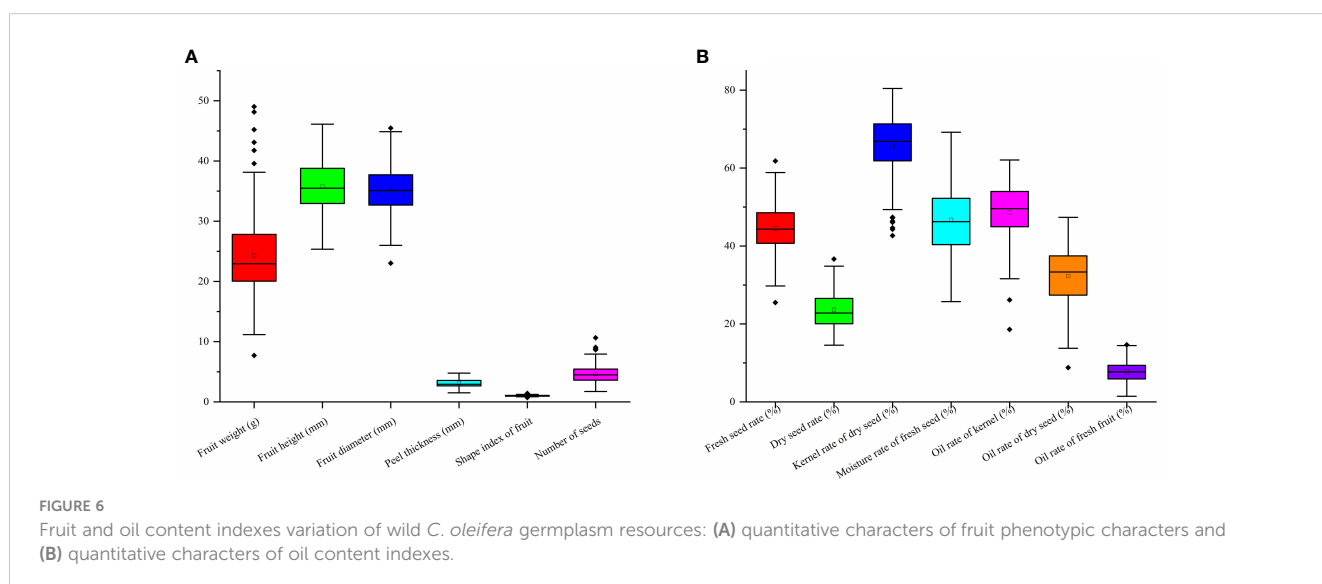 A
50
40
30
20
10
0
Fruit weight (g)
Fruit height (mm)
Fruit diameter (mm)
Peel thickness (mm)
Shape index of fruit
Number of seeds
B
80
60
40
20
0
Fresh seed rate (%)
Dry seed rate (%)
Kernel rate of dry seed (%)
Moisture rate of fresh seed (%)
Oil rate of kernel (%)
Oil rate of dry seed (%)
Oil rate of fresh fruit (%)
FIGURE 6
Fruit and oil content indexes variation of wild C. oleifera germplasm resources: (A) quantitative characters of fruit phenotypic characters and
(B) quantitative characters of oil content indexes.